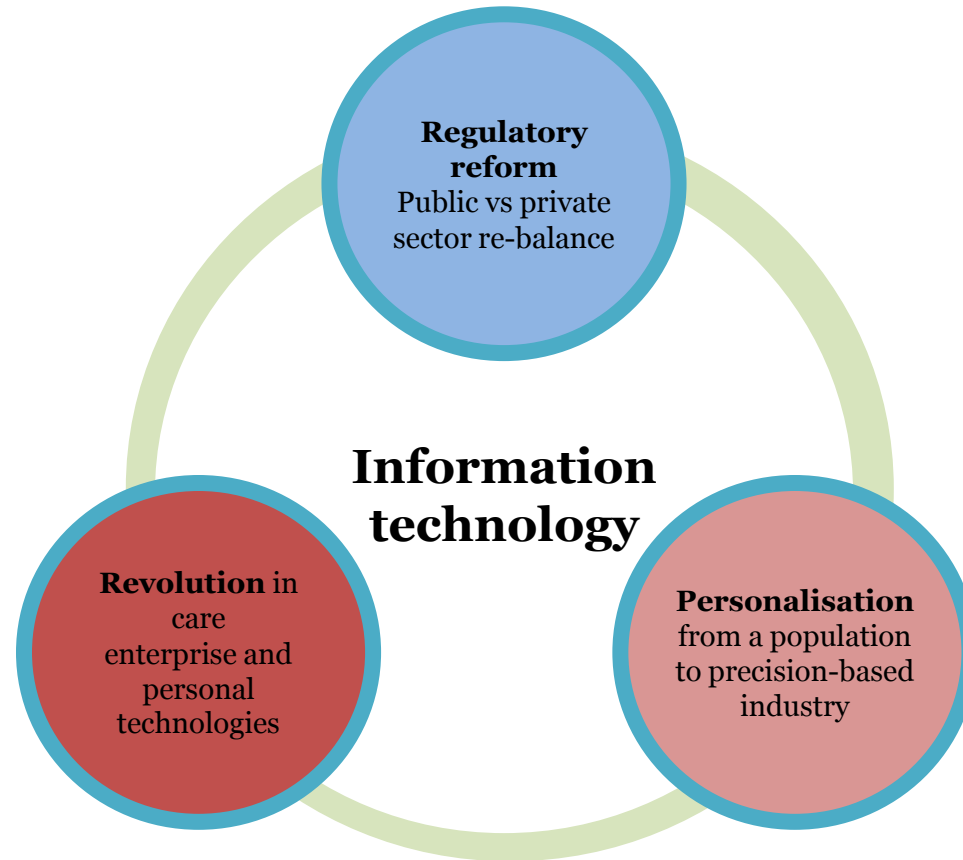 Regulatory
reform
Public vs private
sector re-balance
Information
technology
Revolution in
care
enterprise and
personal
technologies
Personalisation
from a population
to precision-based
industry